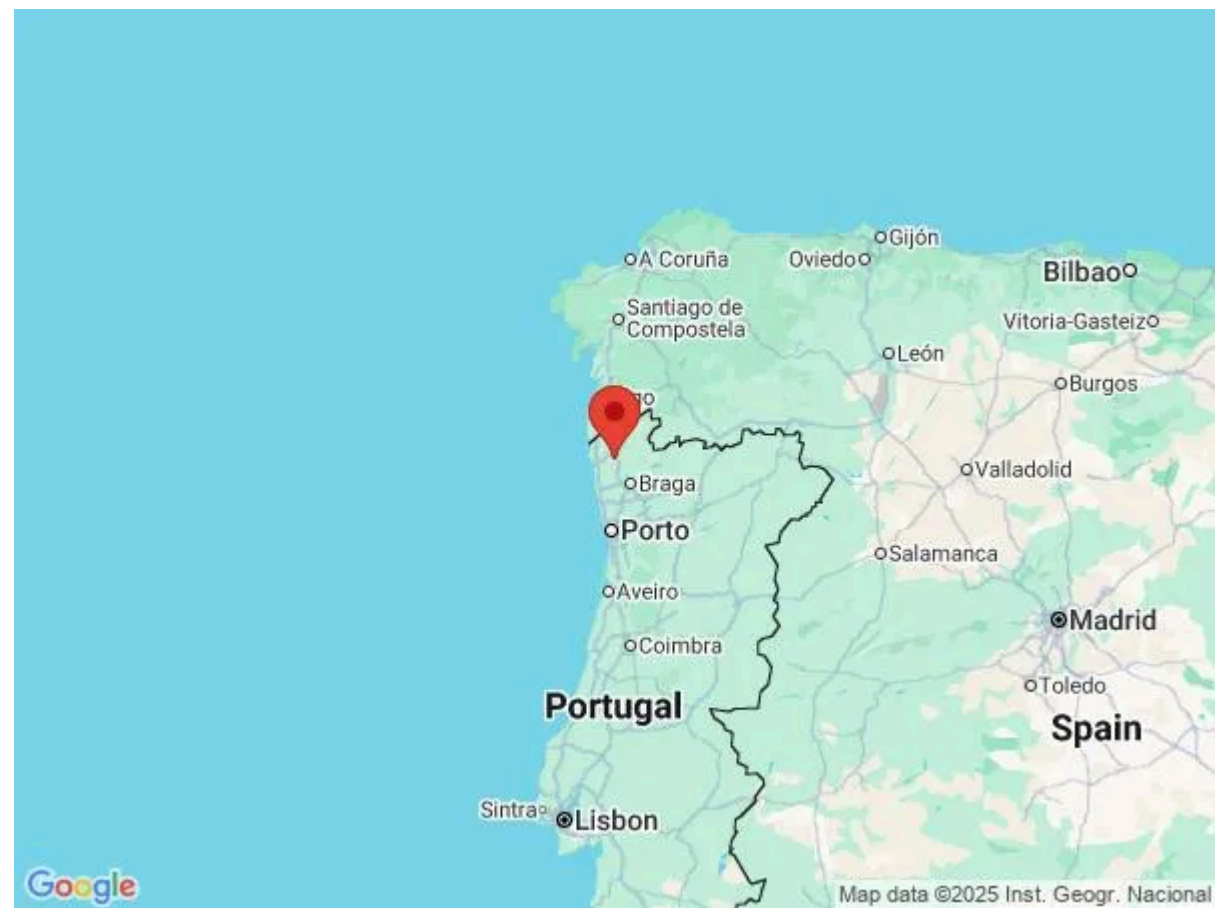 Gijón
A Coruña
Oviedo
Bilbao
Santiago de
Compostela
Vitoria-Gasteiz
León
Burgos
go
Valladolid
Braga
Porto
Salamanca
Aveiro
Madrid
Coimbra
Toledo
Portugal
Spain
Sintra
Lisbon
Google
Map data ©2025 Inst. Geogr. Nacional